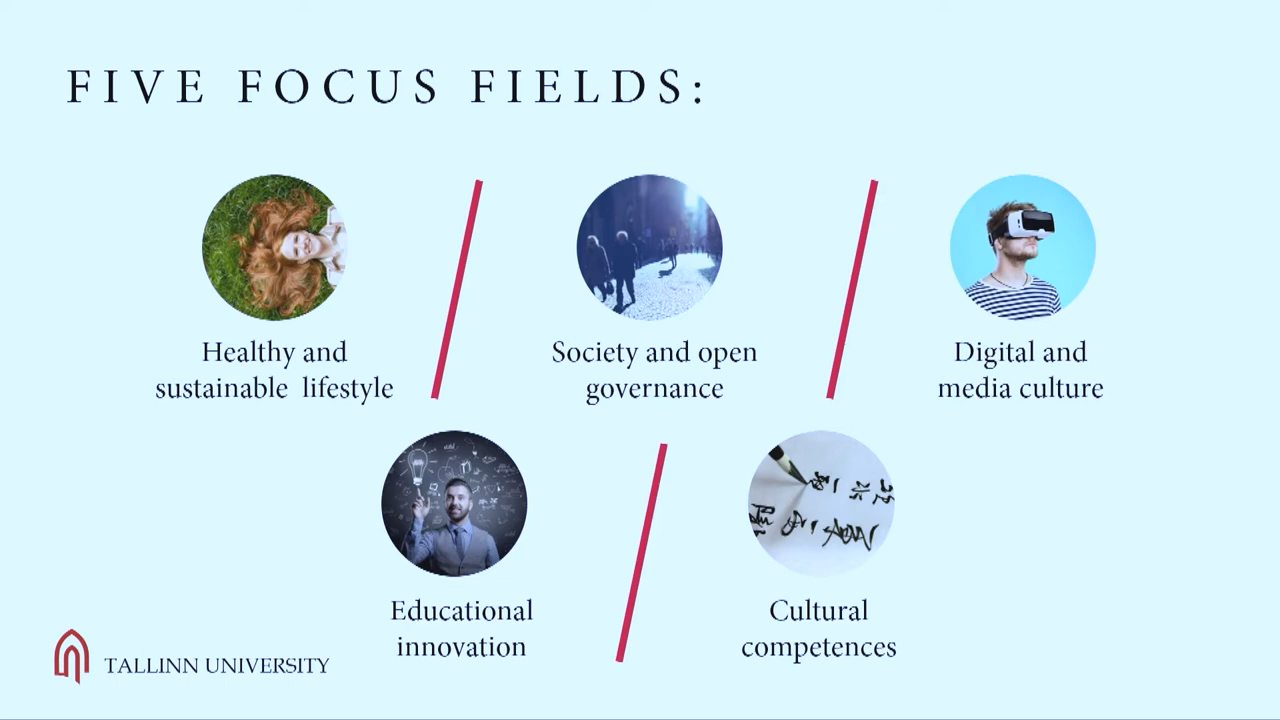 FIVE FOCUS FIELDS:
Healthy and
sustainable lifestyle
Society and open
governance
Digital and
media culture
Educational
innovation
Cultural
competences
TALLINN UNIVERSITY